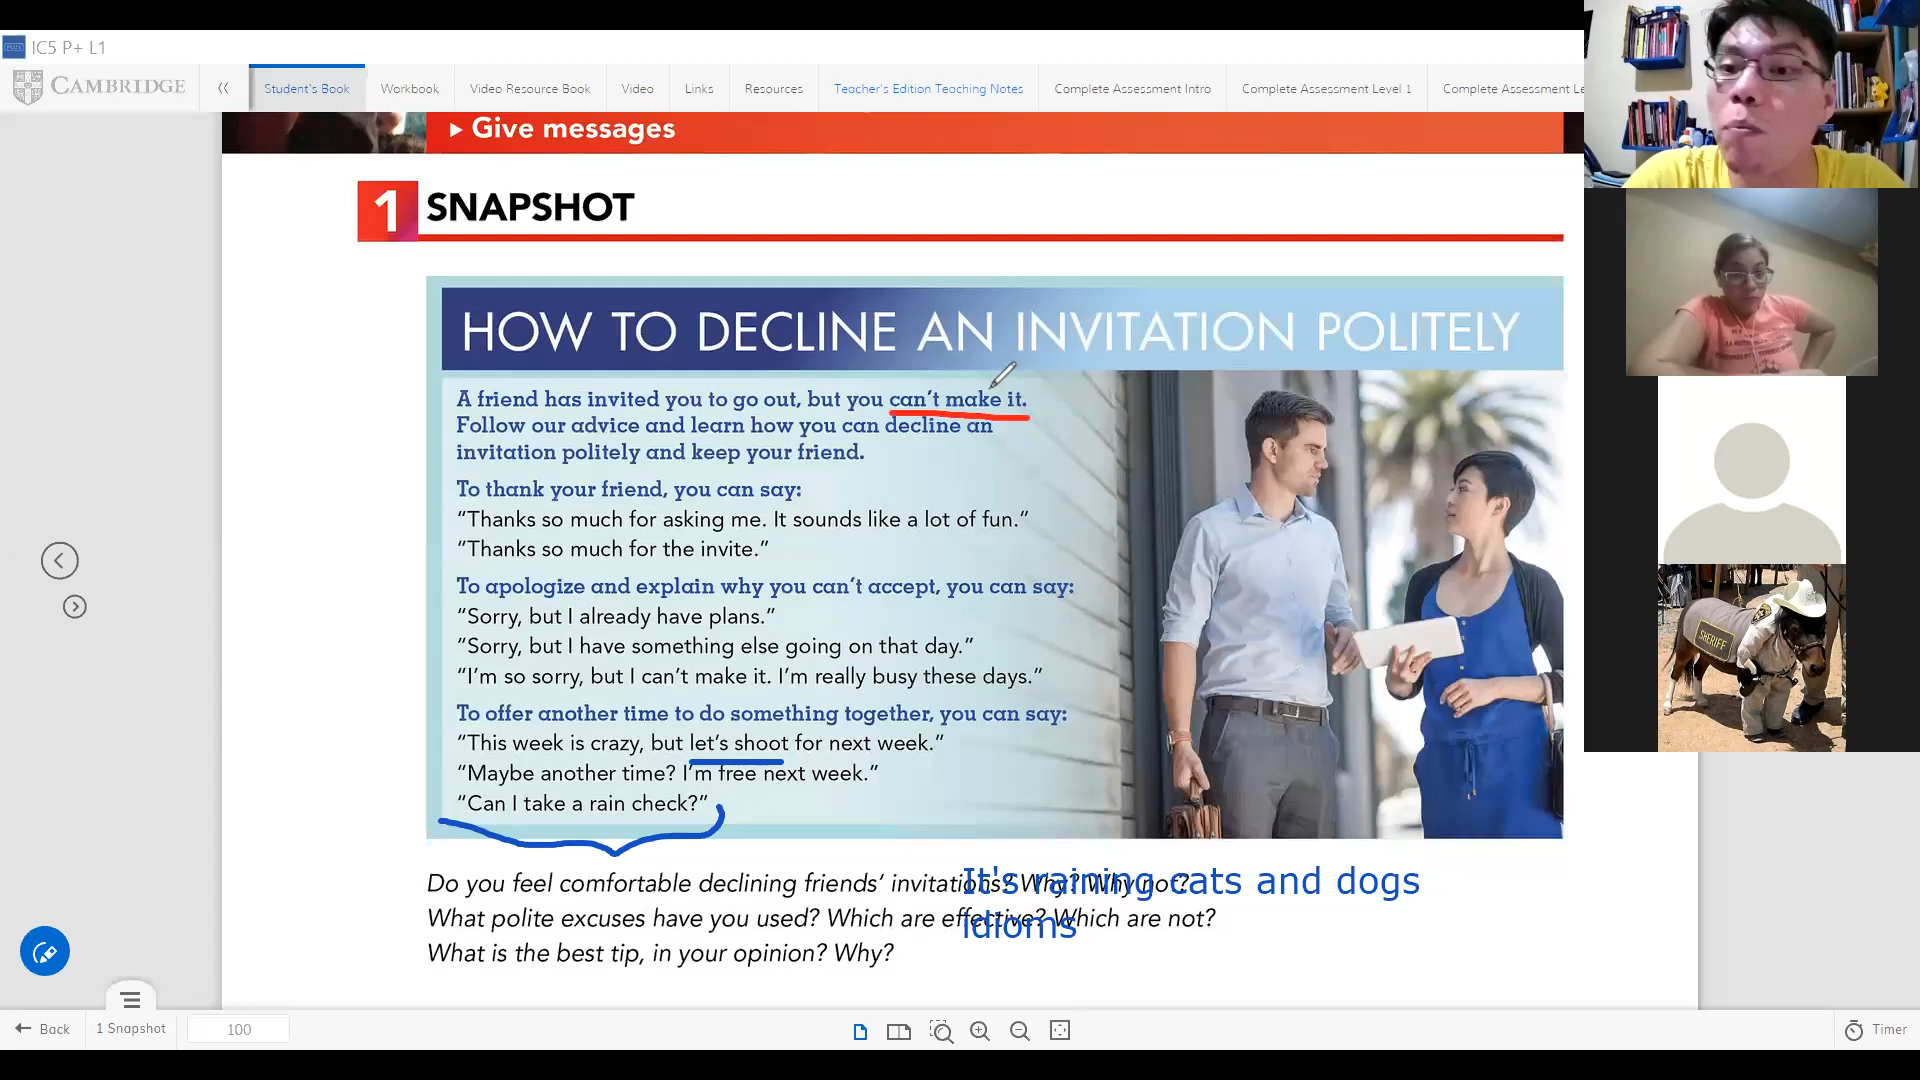 IC5 P+ L1
CAMBRIDGE
Student's Book
Workbook
Video Resource Book
Video
Links
Resources
Teacher's Edition Teaching Notes
Complete Assessment Intro
Complete Assessment Level 1
Complete Assessment Le
▸ Give messages
1 SNAPSHOT
HOW TO DECLINE AN INVITATION POLITELY
A friend has invited you to go out, but you can't make it.
Follow our advice and learn how you can decline an
invitation politely and keep your friend.
To thank your friend, you can say:
"Thanks so much for asking me. It sounds like a lot of fun."
"Thanks so much for the invite."
To apologize and explain why you can't accept, you can say:
"Sorry, but I already have plans."
"Sorry, but I have something else going on that day."
"I'm so sorry, but I can't make it. I'm really busy these days."
To offer another time to do something together, you can say:
"This week is crazy, but let's shoot for next week."
"Maybe another time? I'm free next week."
"Can I take a rain check?"
Do you feel comfortable declining friends' invitations? Why? Why not?
It's raining cats and dogs
What polite excuses have you used? Which are effective? Which are not?
idioms
What is the best tip, in your opinion? Why?
SHERIFF
Back
1 Snapshot
100
Timer